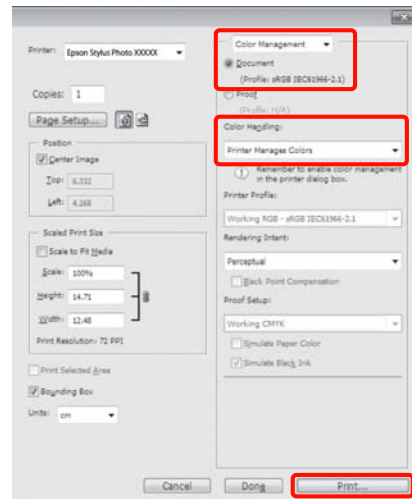 Printer: Epson Stylus Photo XXXXX
Copies: 1
Page Setup...
Position
Center Image
Top: 6.332
Left: 4.268
Scaled Print Size
Scale to Fit Media
Scale: 100%
Height: 14.71
Width: 12.48
Print Resolution: 72 PPI
Print Selected Area
Bounding Box
Units: cm
Color Management
Document
(Profile: sRGB IEC61966-2.1)
Proof
(Profile: N/A)
Color Handling:
Printer Manages Colors
Remember to enable color management
in the printer dialog box.
Printer Profile:
Working RGB - sRGB IEC61966-2.1
Rendering Intent:
Perceptual
Black Point Compensation
Proof Setup:
Working CMYK
Simulate Paper Color
Simulate Black Ink
Cancel
Done
Print...